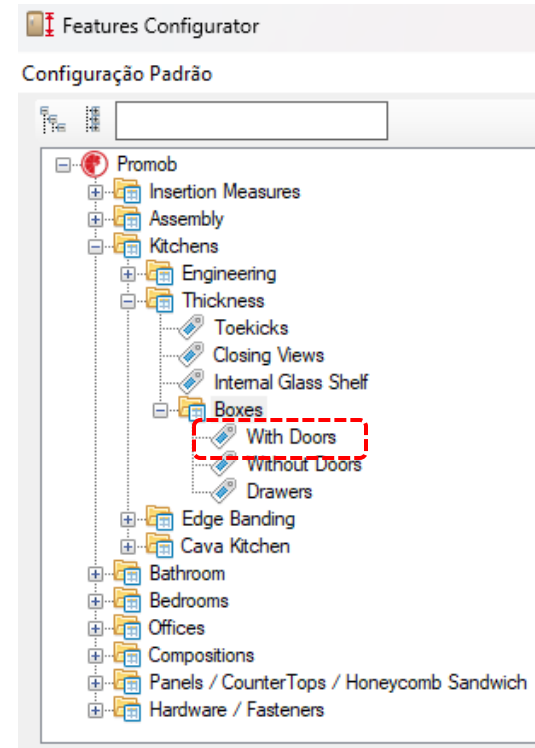 Features Configurator
Configuração Padrão
Promob
Insertion Measures
Assembly
Kitchens
Engineering
Thickness
Toekicks
Closing Views
Internal Glass Shelf
Boxes
With Doors
Without Doors
Drawers
Edge Banding
Cava Kitchen
Bathroom
Bedrooms
Offices
Compositions
Panels / CounterTops / Honeycomb Sandwich
Hardware / Fasteners